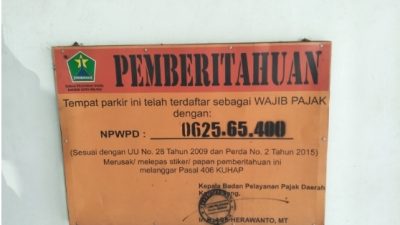 PEMBERITAHUAN
Tempat parkir ini telah terdaftar sebagai WAJIB PAJAK
dengan:
NPWPD : 0625.65.400
(Sesuai dengan UU No. 28 Tahun 2009 dan Perda No. 2 Tahun 2015)
Merusak/ melepas stiker/ papan pemberitahuan ini
melanggar Pasal 406 KUHAP
Kepala Badan Pelayanan Pajak Daerah
HERAWANTO, MT